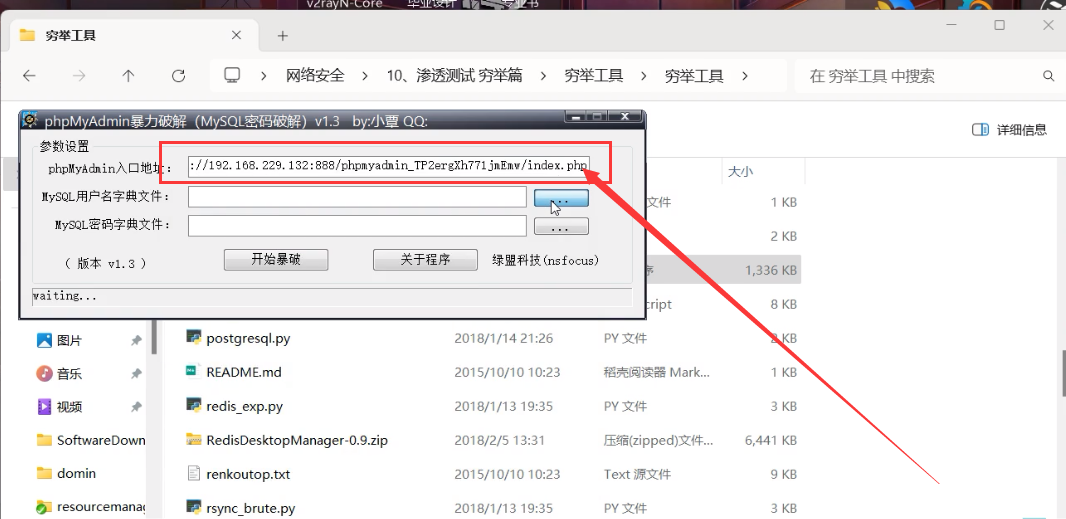 v2rayN-Core 毕业设计 专业书
穷举工具
网络安全 10、渗透测试 穷举篇 穷举工具 穷举工具
在 穷举工具 中搜索
详细信息
phpMyAdmin暴力破解（MySQL密码破解）v1.3 by:小覃 QQ:
参数设置
phpMyAdmin入口地址: ://192.168.229.132:888/phpmyadmin_TP2ergXh771jmEmv/index.php
MySQL用户名字典文件: ...
MySQL密码字典文件: ...
( 版本 v1.3 ) 开始暴破 关于程序 绿盟科技(nsfocus)
waiting...
大小
文件 1 KB
2 KB
序 1,336 KB
cript 8 KB
图片 postgresql.py 2018/1/14 21:26 PY 文件 2 KB
音乐 README.md 2015/10/10 10:23 稻壳阅读器 Mark... 1 KB
视频 redis_exp.py 2018/1/13 19:35 PY 文件 3 KB
SoftwareDown RedisDesktopManager-0.9.zip 2018/2/5 13:31 压缩(zipped)文件... 6,441 KB
domin renkoutop.txt 2015/10/10 10:23 Text 源文件 9 KB
resourcemanag rsync_brute.py 2018/1/13 19:35 PY 文件 3 KB